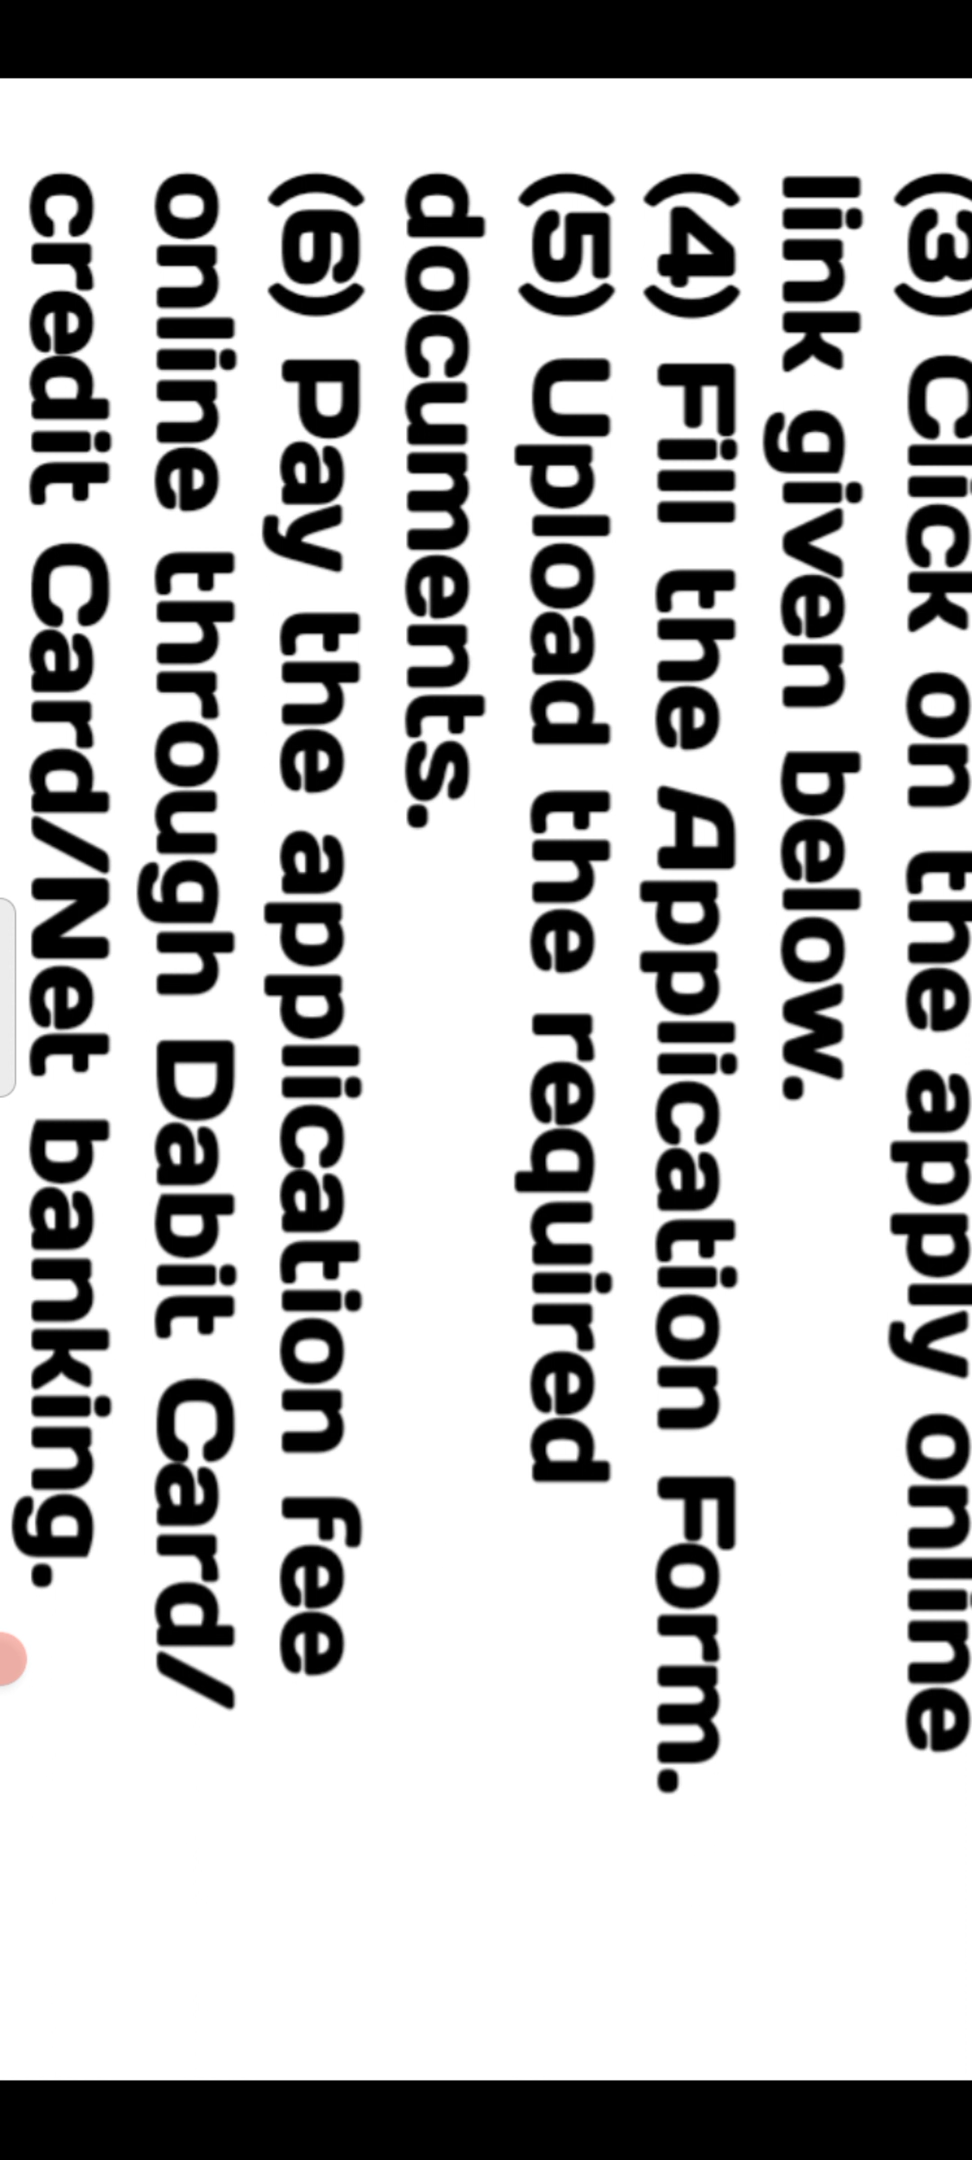 (3) Click on the apply online
link given below.
(4) Fill the Application Form.
(5) Upload the required
documents.
(6) Pay the application fee
online through Dabit Card/
credit Card/Net banking.